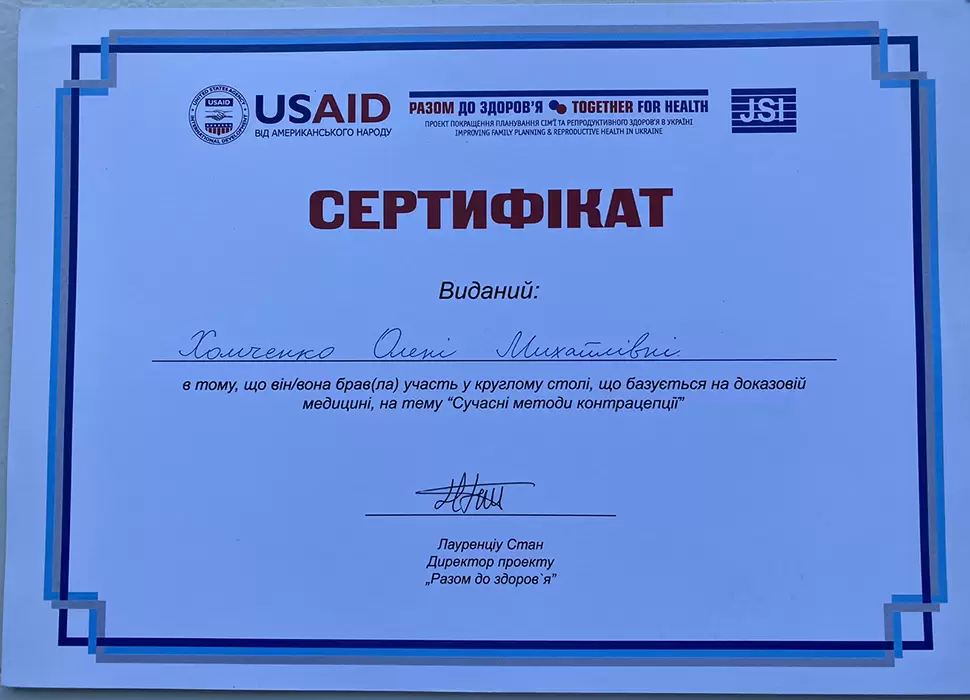 UNITED STATES AGENCY
USAID
INTERNATIONAL DEVELOPMENT
USAID
ВІД АМЕРИКАНСЬКОГО НАРОДУ
РАЗОМ ДО ЗДОРОВ'Я TOGETHER FOR HEALTH
ПРОЕКТ ПОКРАЩЕННЯ ПЛАНУВАННЯ СІМ'Ї ТА РЕПРОДУКТИВНОГО ЗДОРОВ'Я В УКРАЇНІ
IMPROVING FAMILY PLANNING & REPRODUCTIVE HEALTH IN UKRAINE
JSI
СЕРТИФІКАТ
Виданий:
Хомченко Олені Михайлівні
в тому, що він/вона брав(ла) участь у круглому столі, що базується на доказовій
медицині, на тему “Сучасні методи контрацепції”
Лауренціу Стан
Директор проекту
„Разом до здоров`я”